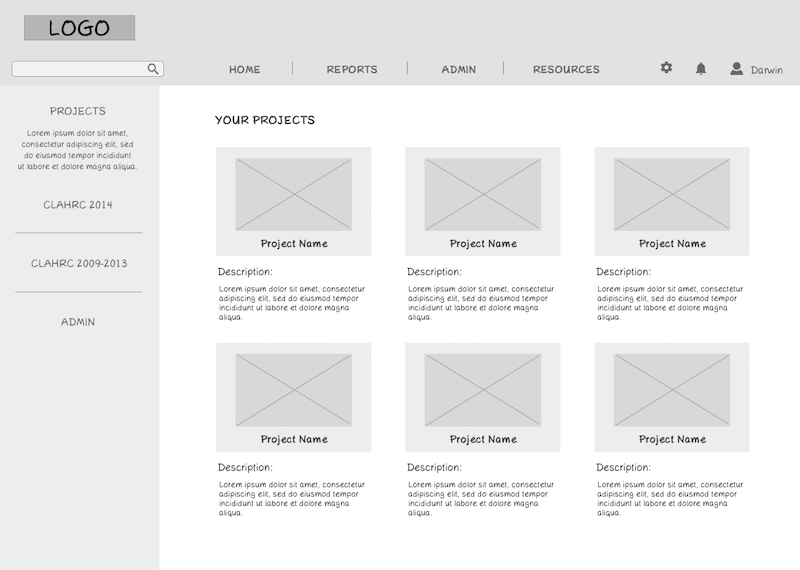 LOGO
HOME
REPORTS
ADMIN
RESOURCES
Darwin
PROJECTS
Lorem ipsum dolor sit amet,
consectetur adipiscing elit, sed
do eiusmod tempor incididunt
ut labore et dolore magna aliqua.
CLAHRC 2014
CLAHRC 2009-2013
ADMIN
YOUR PROJECTS
Project Name
Description:
Lorem ipsum dolor sit amet, consectetur
adipiscing elit, sed do eiusmod tempor
incididunt ut labore et dolore magna
aliqua.
Project Name
Description:
Lorem ipsum dolor sit amet, consectetur
adipiscing elit, sed do eiusmod tempor
incididunt ut labore et dolore magna
aliqua.
Project Name
Description:
Lorem ipsum dolor sit amet, consectetur
adipiscing elit, sed do eiusmod tempor
incididunt ut labore et dolore magna
aliqua.
Project Name
Description:
Lorem ipsum dolor sit amet, consectetur
adipiscing elit, sed do eiusmod tempor
incididunt ut labore et dolore magna
aliqua.
Project Name
Description:
Lorem ipsum dolor sit amet, consectetur
adipiscing elit, sed do eiusmod tempor
incididunt ut labore et dolore magna
aliqua.
Project Name
Description:
Lorem ipsum dolor sit amet, consectetur
adipiscing elit, sed do eiusmod tempor
incididunt ut labore et dolore magna
aliqua.